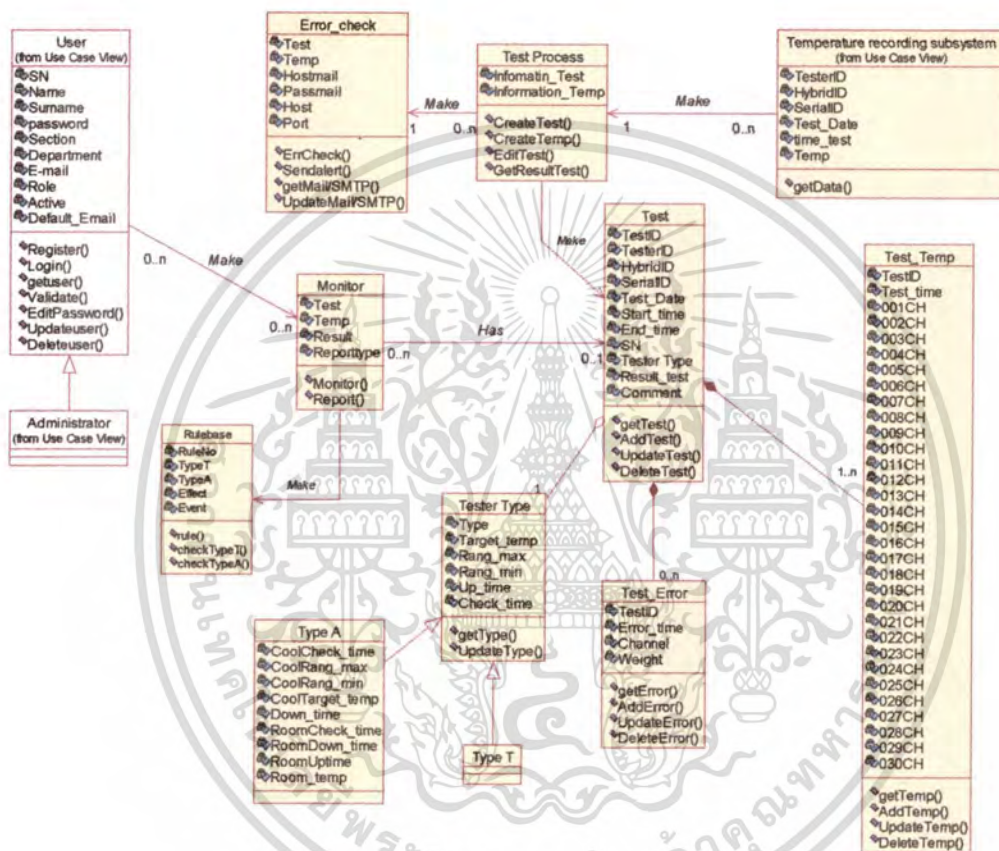 User
(from Use Case View)
SN
Name
Surname
password
Section
Department
E-mail
Role
Active
Default_Email
Register()
Login()
getuser()
Validate()
EditPassword()
Updateuser()
Deleteuser()
Administrator
(from Use Case View)
Error_check
Test
Temp
Hostmail
Passmail
Host
Port
ErrCheck()
Sendalert()
getMail/SMTP()
UpdateMail/SMTP()
Make
1
0..n
Test Process
Infomatin_Test
Information_Temp
CreateTest()
CreateTemp()
EditTest()
GetResultTest()
Make
1
0..n
Temperature recording subsystem
(from Use Case View)
TesterID
HybridID
SerialID
Test_Date
time_test
Temp
getData()
0..n
Make
0..n
Monitor
Test
Temp
Result
Reporttype
Monitor()
Report()
Has
0..n
0..1
Make
Test
TestID
TesterID
HybridID
SerialID
Test_Date
Start_time
End_time
SN
Tester Type
Result_test
Comment
getTest()
AddTest()
UpdateTest()
DeleteTest()
1..n
Test_Temp
TestID
Test_time
001CH
002CH
003CH
004CH
005CH
006CH
007CH
008CH
009CH
010CH
011CH
012CH
013CH
014CH
015CH
016CH
017CH
018CH
019CH
020CH
021CH
022CH
023CH
024CH
025CH
026CH
027CH
028CH
029CH
030CH
getTemp()
AddTemp()
UpdateTemp()
DeleteTemp()
Rulebase
RuleNo
TypeT
TypeA
Effect
Event
rule()
checkTypeT()
checkTypeA()
Make
1
Tester Type
Type
Target_temp
Rang_max
Rang_min
Up_time
Check_time
getType()
UpdateType()
0..n
Test_Error
TestID
Error_time
Channel
Weight
getError()
AddError()
UpdateError()
DeleteError()
Type A
CoolCheck_time
CoolRang_max
CoolRang_min
CoolTarget_temp
Down_time
RoomCheck_time
RoomDown_time
RoomUptime
Room_temp
Type T